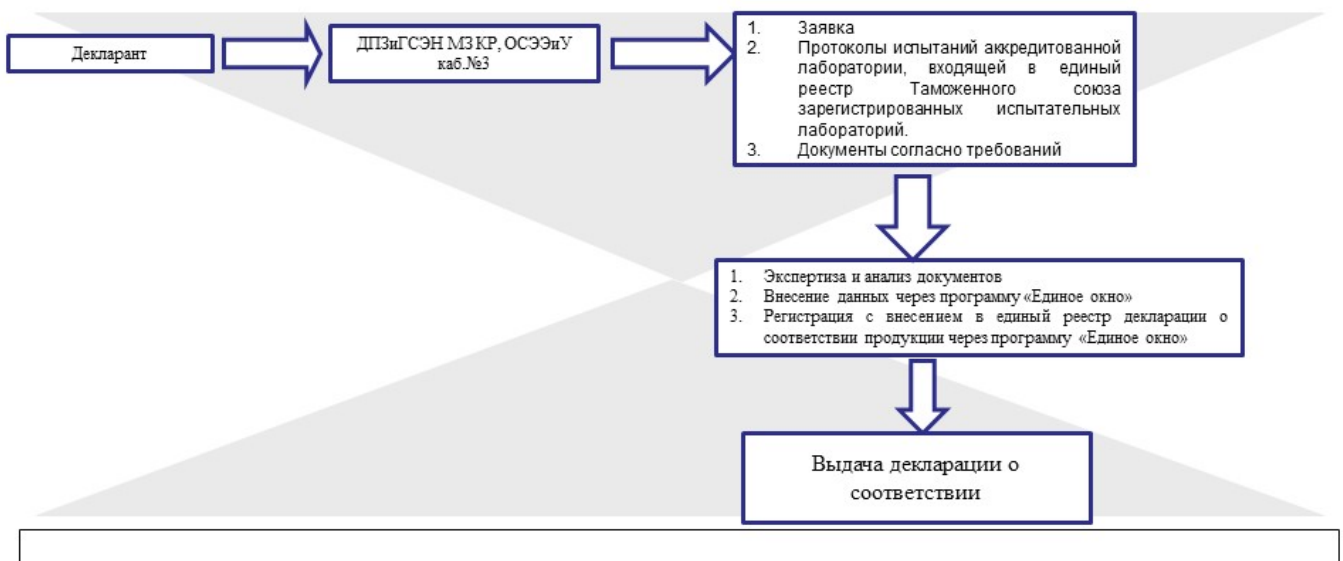 Декларант
ДПЗиГСЭН МЗ КР, ОСЭЭиУ
каб.№3
1. Заявка
2. Протоколы испытаний аккредитованной
лаборатории, входящей в единый
реестр Таможенного союза
зарегистрированных испытательных
лабораторий.
3. Документы согласно требований
1. Экспертиза и анализ документов
2. Внесение данных через программу «Единое окно»
3. Регистрация с внесением в единый реестр декларации о
соответствии продукции через программу «Единое окно»
Выдача декларации о
соответствии